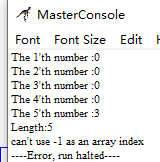 MasterConsole
Font Font Size Edit H
The 1'th number :0
The 2'th number :0
The 3'th number :0
The 4'th number :0
The 5'th number :3
Length:5
can't use -1 as an array index
----Error, run halted----